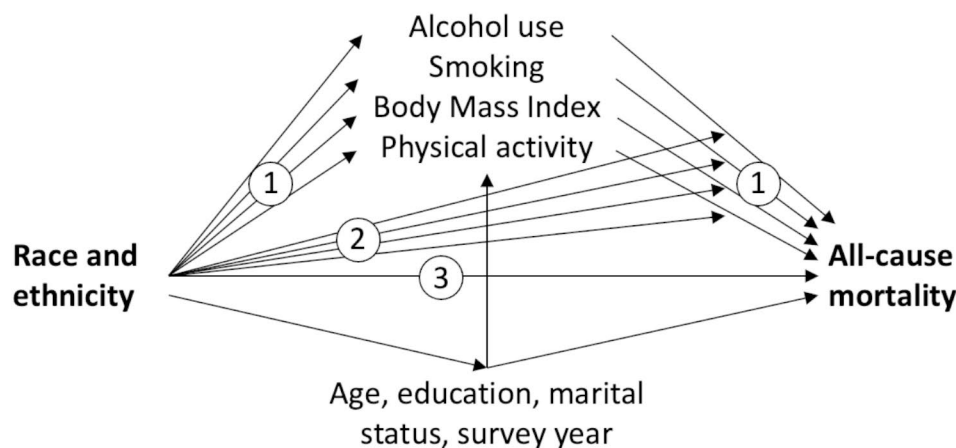 Alcohol use
Smoking
Body Mass Index
Physical activity
1
1
2
3
Race and
ethnicity
All-cause
mortality
Age, education, marital
status, survey year